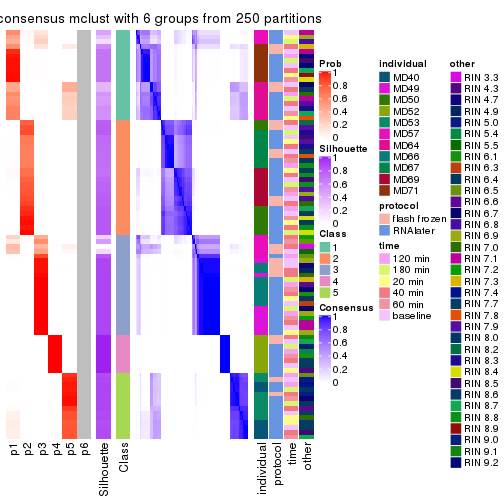 consensus mclust with 6 groups from 250 partitions
Prob
1
0.8
0.6
0.4
0.2
0
Silhouette
1
0.8
0.6
0.4
0.2
0
Class
1
2
3
4
5
Consensus
1
0.8
0.6
0.4
0.2
0
individual
MD40
MD49
MD50
MD52
MD53
MD57
MD64
MD66
MD67
MD69
MD71
protocol
flash frozen
RNAlater
time
120 min
180 min
20 min
40 min
60 min
baseline
other
RIN 3.3
RIN 4.3
RIN 4.7
RIN 4.9
RIN 5.0
RIN 5.4
RIN 5.5
RIN 6.1
RIN 6.3
RIN 6.4
RIN 6.5
RIN 6.6
RIN 6.7
RIN 6.8
RIN 6.9
RIN 7.0
RIN 7.1
RIN 7.2
RIN 7.3
RIN 7.4
RIN 7.7
RIN 7.8
RIN 7.9
RIN 8.0
RIN 8.2
RIN 8.3
RIN 8.4
RIN 8.5
RIN 8.6
RIN 8.7
RIN 8.8
RIN 8.9
RIN 9.0
RIN 9.1
RIN 9.2
p1
p2
p3
p4
p5
p6
Silhouette
Class
individual
protocol
time
other